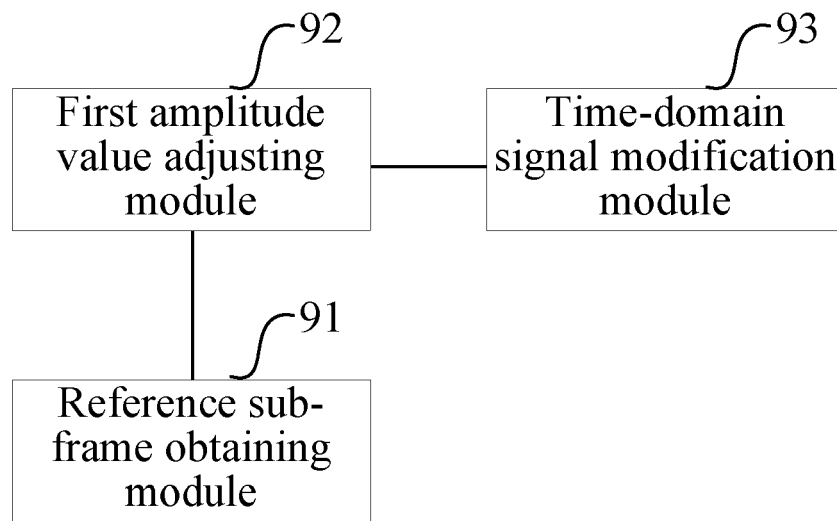 92
First amplitude
value adjusting
module
93
Time-domain
signal modification
module
91
Reference sub-
frame obtaining
module